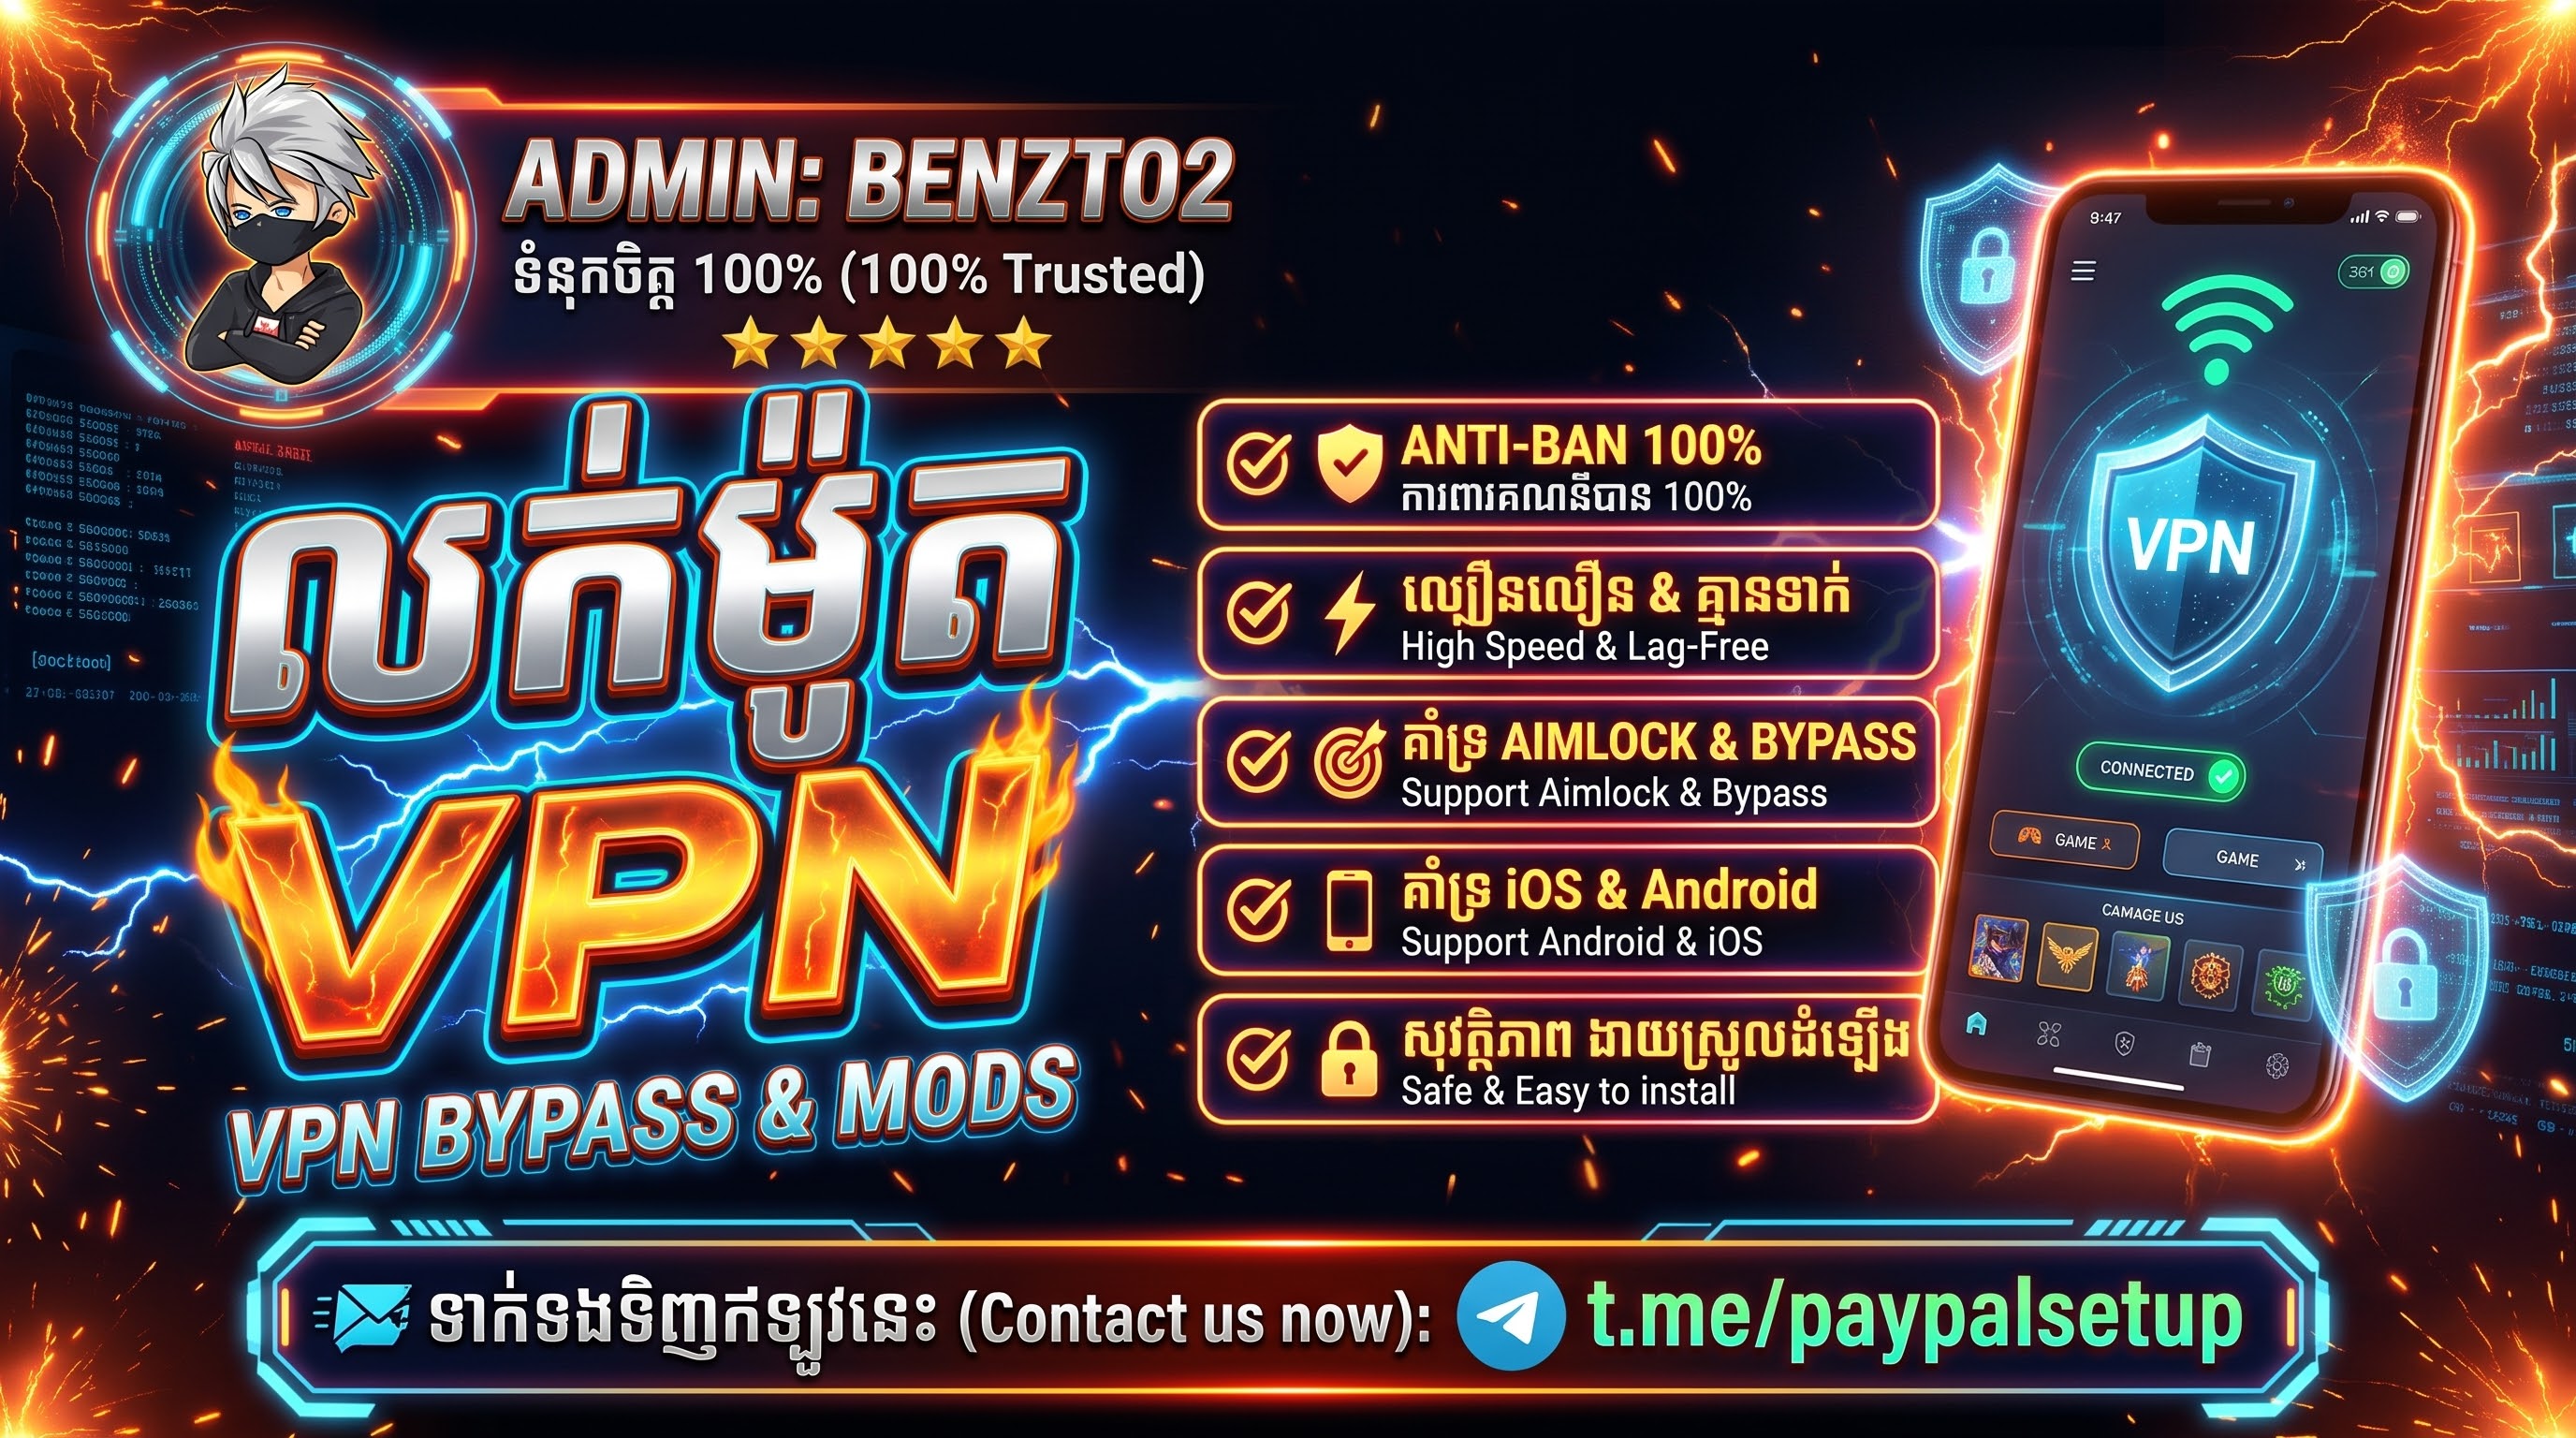 ADMIN: BENZTO2
ទំនុកចិត្ត 100% (100% Trusted)
លក់ម៉ូត
VPN
VPN BYPASS & MODS
ANTI-BAN 100%
ការពារគណនីបាន 100%
ល្បឿនលឿន & គ្មានទាក់
High Speed & Lag-Free
គាំទ្រ AIMLOCK & BYPASS
Support Aimlock & Bypass
គាំទ្រ iOS & Android
Support Android & iOS
សុវត្ថិភាព ងាយស្រួលដំឡើង
Safe & Easy to install
9:47
361
VPN
CONNECTED
GAME
GAME
CAMAGE US
ទាក់ទងទិញឥឡូវនេះ (Contact us now):
t.me/paypalsetup